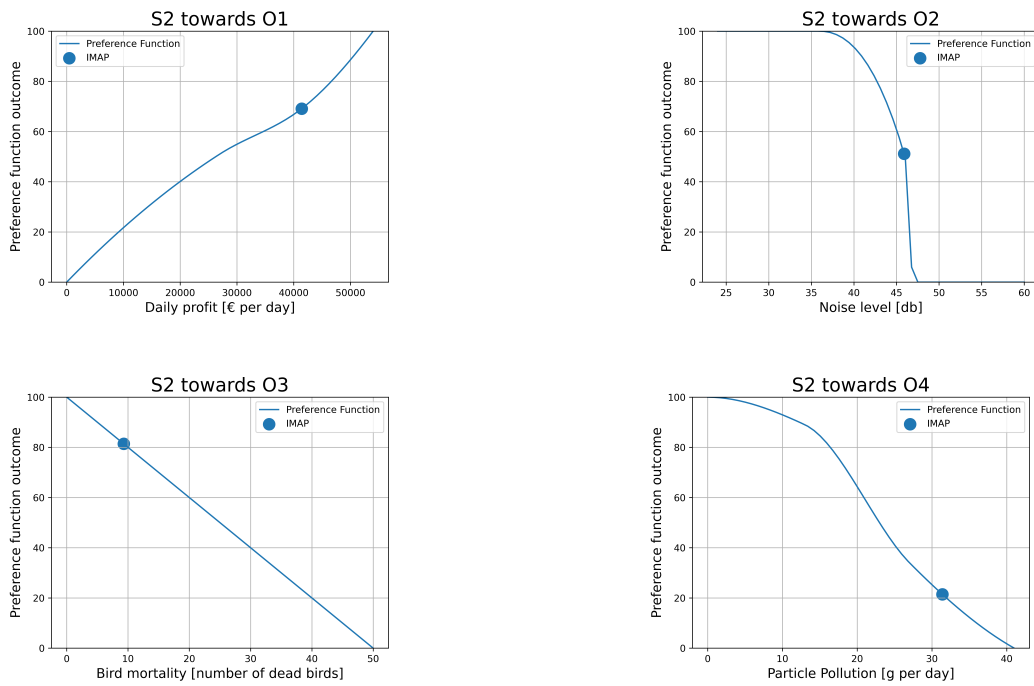 S2 towards O1
100
80
60
40
20
0
Preference function outcome
Preference Function
IMAP
0 10000 20000 30000 40000 50000
Daily profit [€ per day]
S2 towards O2
100
80
60
40
20
0
Preference function outcome
Preference Function
IMAP
25 30 35 40 45 50 55 60
Noise level [db]
S2 towards O3
100
80
60
40
20
0
Preference function outcome
Preference Function
IMAP
0 10 20 30 40 50
Bird mortality [number of dead birds]
S2 towards O4
100
80
60
40
20
0
Preference function outcome
Preference Function
IMAP
0 10 20 30 40
Particle Pollution [g per day]